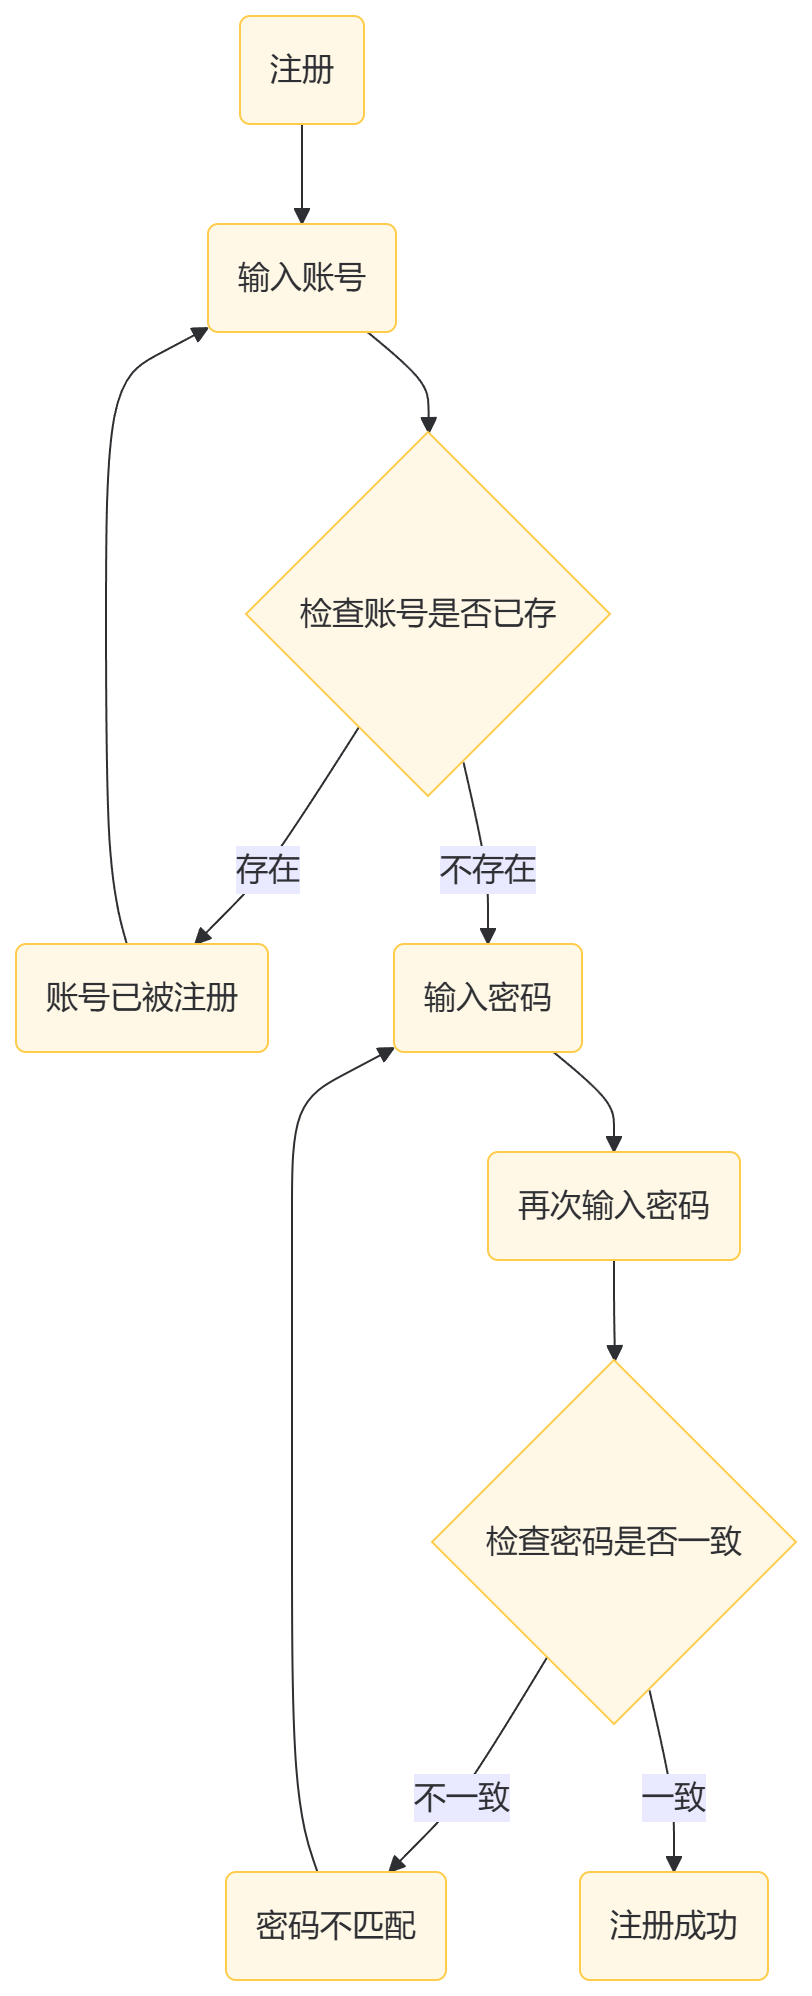 注册
输入账号
检查账号是否已存
存在
不存在
账号已被注册
输入密码
再次输入密码
检查密码是否一致
不一致
一致
密码不匹配
注册成功